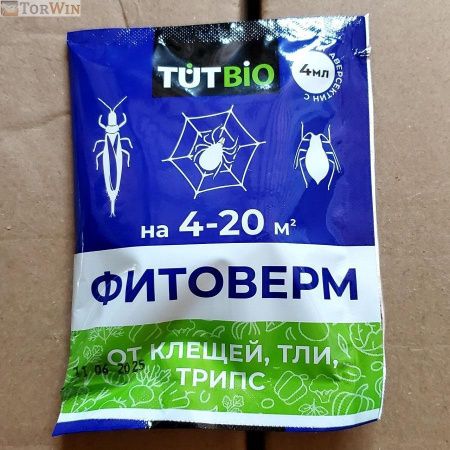 TORWIN
TUTBIO
4мл
АВЕРСЕКТИН С
на 4-20 м²
ФИТОВЕРМ
ОТ КЛЕЩЕЙ, ТЛИ,
11 06 2025
ТРИПС